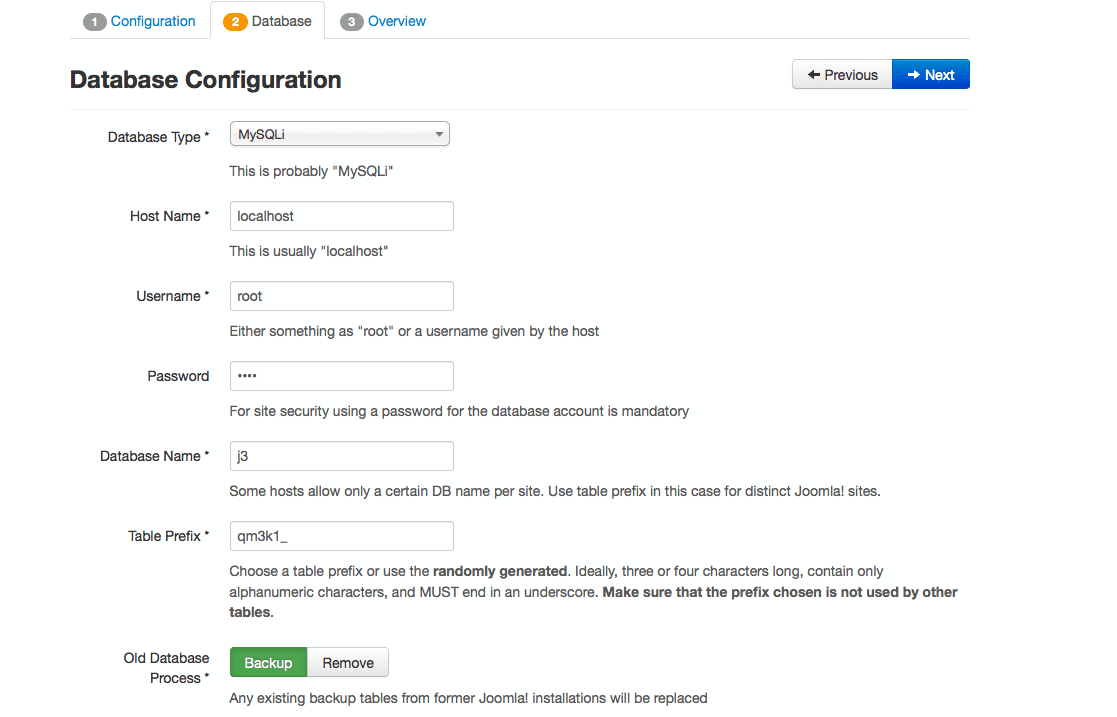 1 Configuration 2 Database 3 Overview
Database Configuration Previous Next
Database Type * MySQLi
This is probably "MySQLi"
Host Name * localhost
This is usually "localhost"
Username * root
Either something as "root" or a username given by the host
Password ••••
For site security using a password for the database account is mandatory
Database Name * j3
Some hosts allow only a certain DB name per site. Use table prefix in this case for distinct Joomla! sites.
Table Prefix * qm3k1_
Choose a table prefix or use the randomly generated. Ideally, three or four characters long, contain only
alphanumeric characters, and MUST end in an underscore. Make sure that the prefix chosen is not used by other
tables.
Old Database
Process * Backup Remove
Any existing backup tables from former Joomla! installations will be replaced